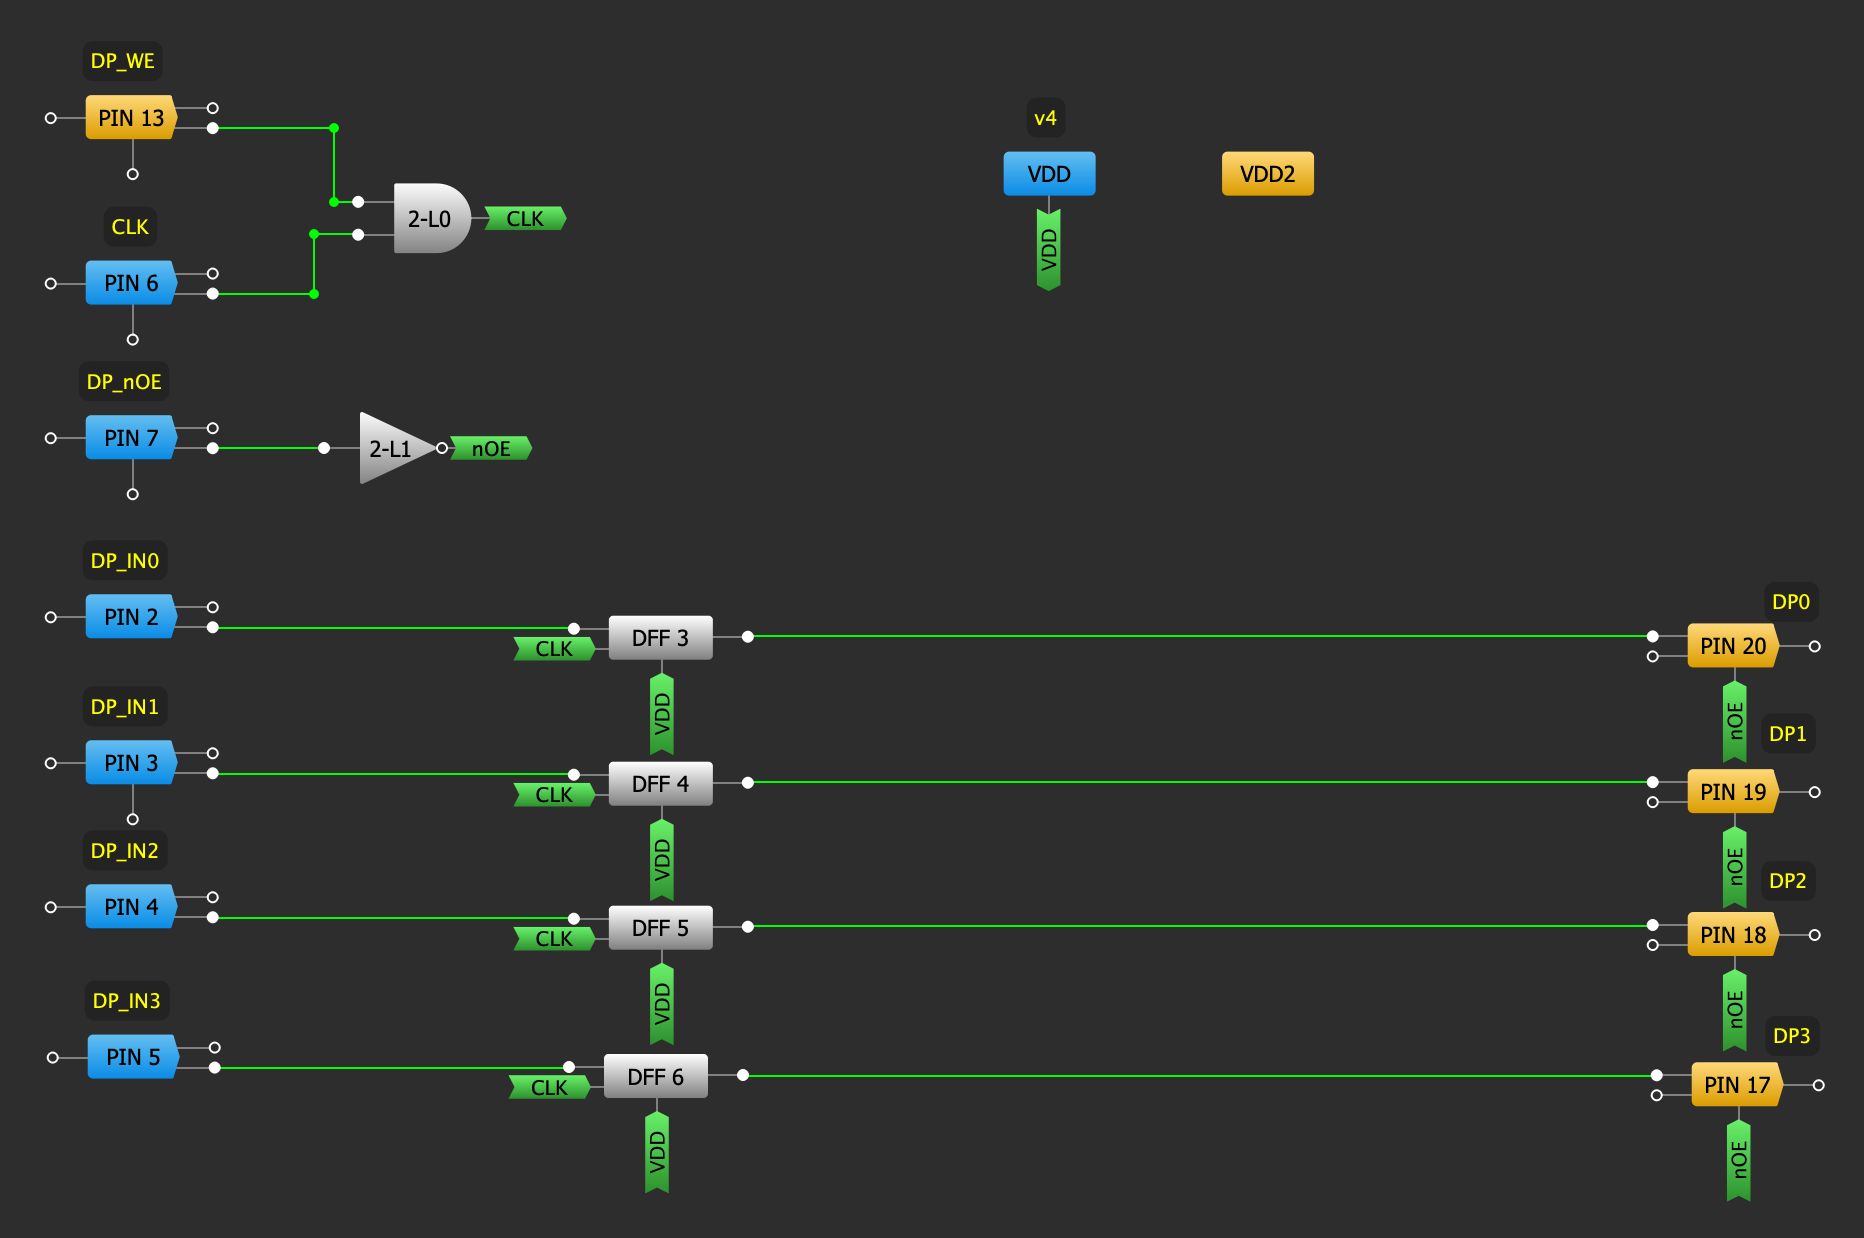 DP_WE
PIN 13
CLK
PIN 6
2-L0
CLK
v4
VDD
VDD
VDD2
DP_nOE
PIN 7
2-L1
nOE
DP_IN0
PIN 2
CLK
DFF 3
VDD
DP0
PIN 20
nOE
DP_IN1
PIN 3
CLK
DFF 4
VDD
DP1
PIN 19
nOE
DP_IN2
PIN 4
CLK
DFF 5
VDD
DP2
PIN 18
nOE
DP_IN3
PIN 5
CLK
DFF 6
VDD
DP3
PIN 17
nOE